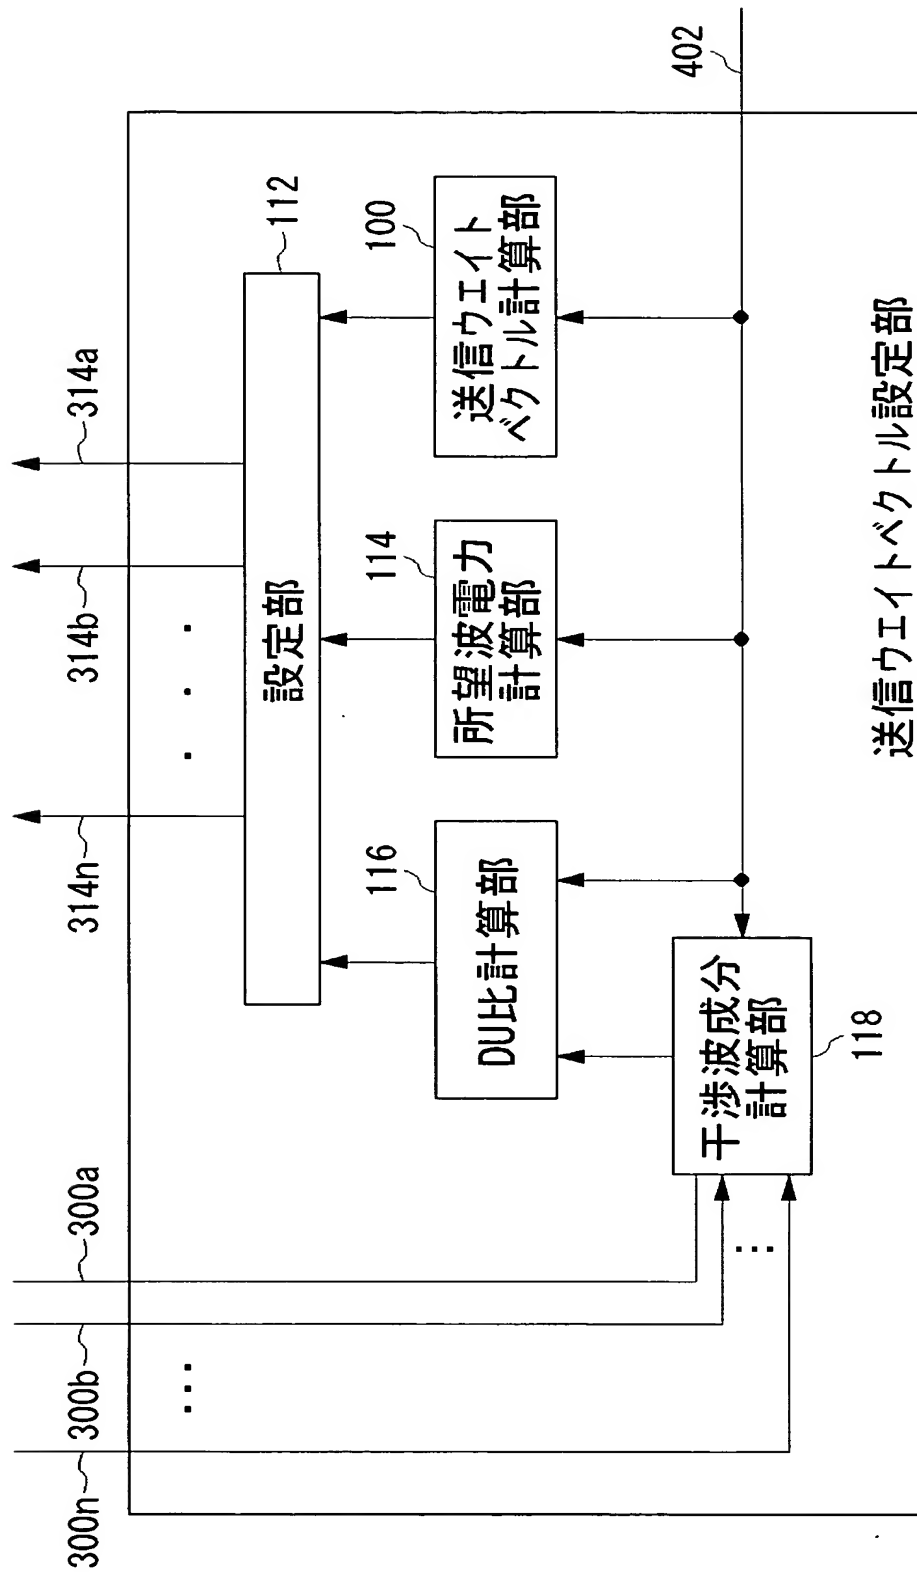 300n
300b
300a
314n
314b
314a
112
設定部
116
114
100
DU比計算部
所望波電力
計算部
送信ウエイト
ベクトル計算部
402
干渉波成分
計算部
118
送信ウエイトベクトル設定部